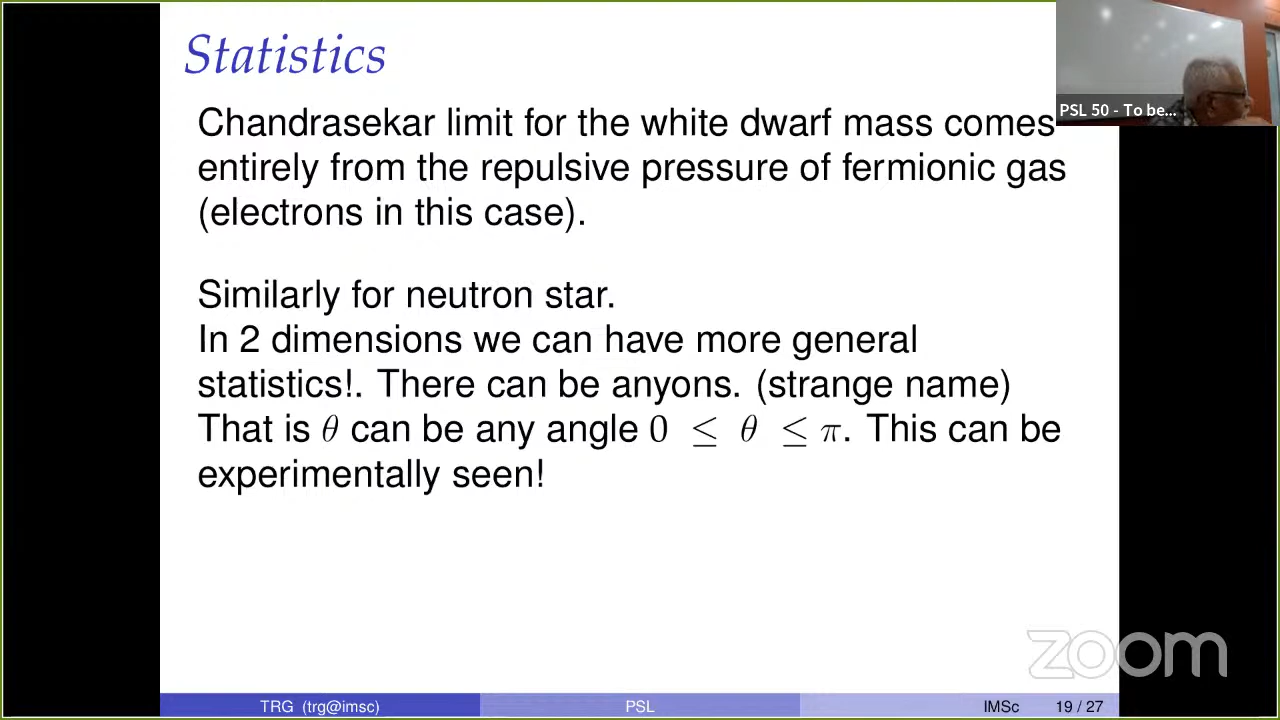 Statistics
Chandrasekar limit for the white dwarf mass comes
entirely from the repulsive pressure of fermionic gas
(electrons in this case).
Similarly for neutron star.
In 2 dimensions we can have more general
statistics!. There can be anyons. (strange name)
That is θ can be any angle 0 ≤ θ ≤ π. This can be
experimentally seen!
PSL 50 - To be...
zoom
TRG (trg@imsc) PSL IMSc 19 / 27